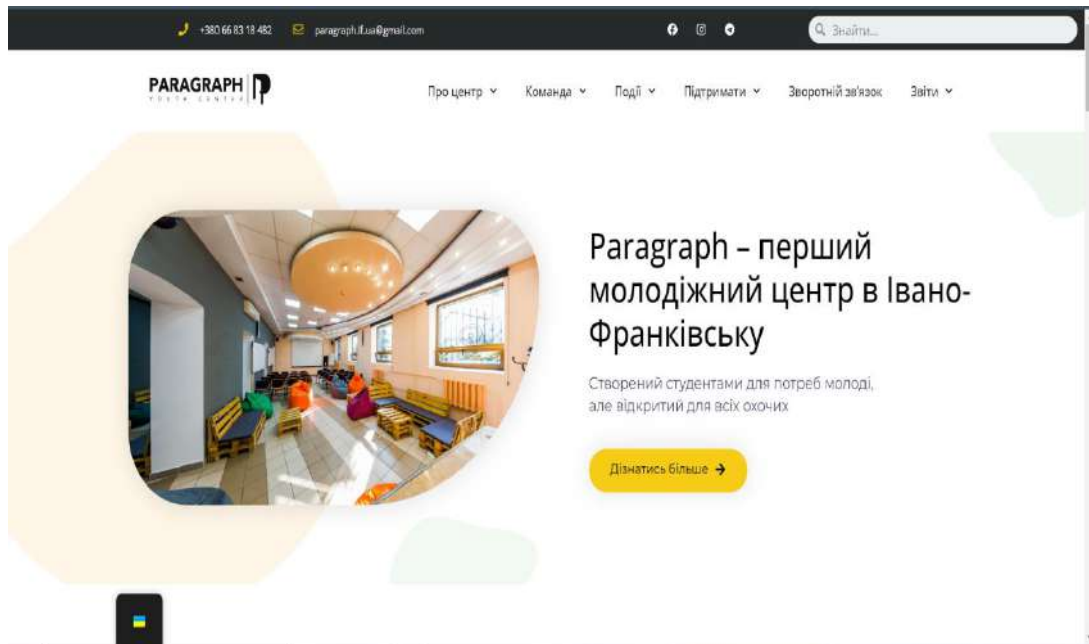 +380 66 83 18 482
paragraph.if.ua@gmail.com
Знайти...
PARAGRAPH
YOUTH CENTER
Про центр
Команда
Події
Підтримати
Зворотній зв'язок
Звіти
Paragraph – перший
молодіжний центр в Івано-
Франківську
Створений студентами для потреб молоді,
але відкритий для всіх охочих
Дізнатись більше →